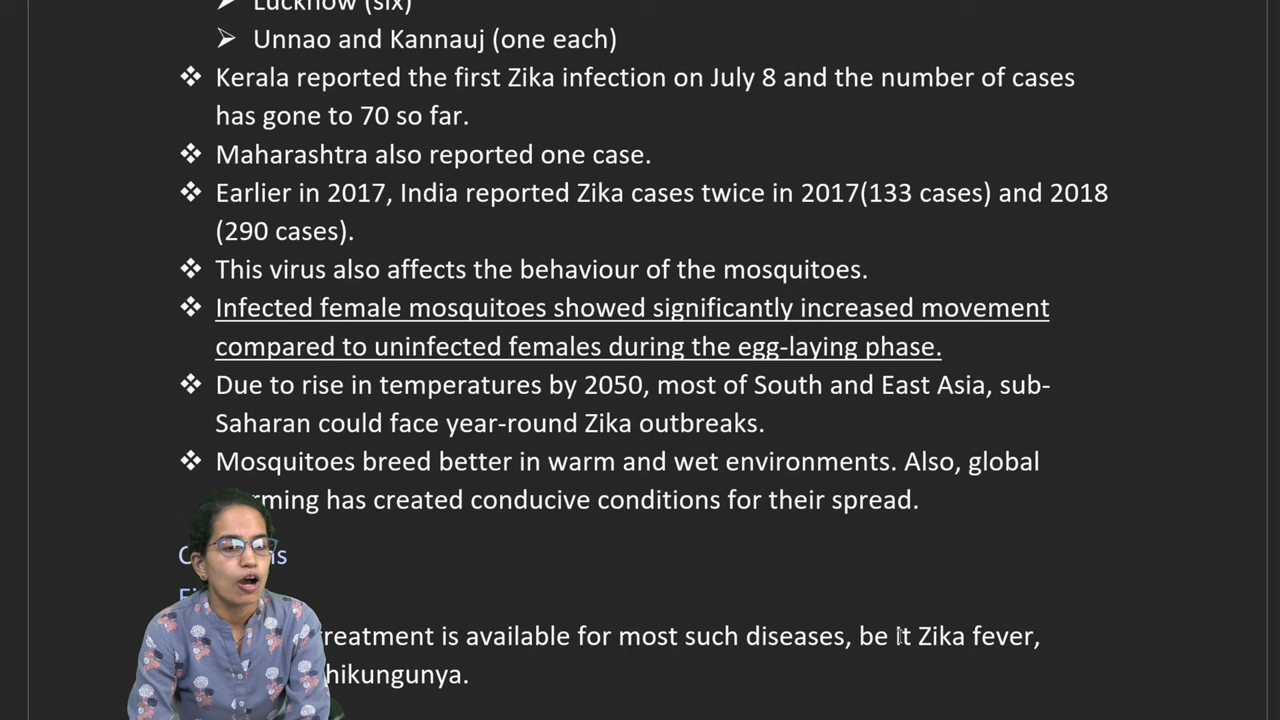 Lucknow (six)
Unnao and Kannauj (one each)
Kerala reported the first Zika infection on July 8 and the number of cases
has gone to 70 so far.
Maharashtra also reported one case.
Earlier in 2017, India reported Zika cases twice in 2017(133 cases) and 2018
(290 cases).
This virus also affects the behaviour of the mosquitoes.
Infected female mosquitoes showed significantly increased movement
compared to uninfected females during the egg-laying phase.
Due to rise in temperatures by 2050, most of South and East Asia, sub-
Saharan could face year-round Zika outbreaks.
Mosquitoes breed better in warm and wet environments. Also, global
has created conducive conditions for their spread.
treatment is available for most such diseases, be it Zika fever,